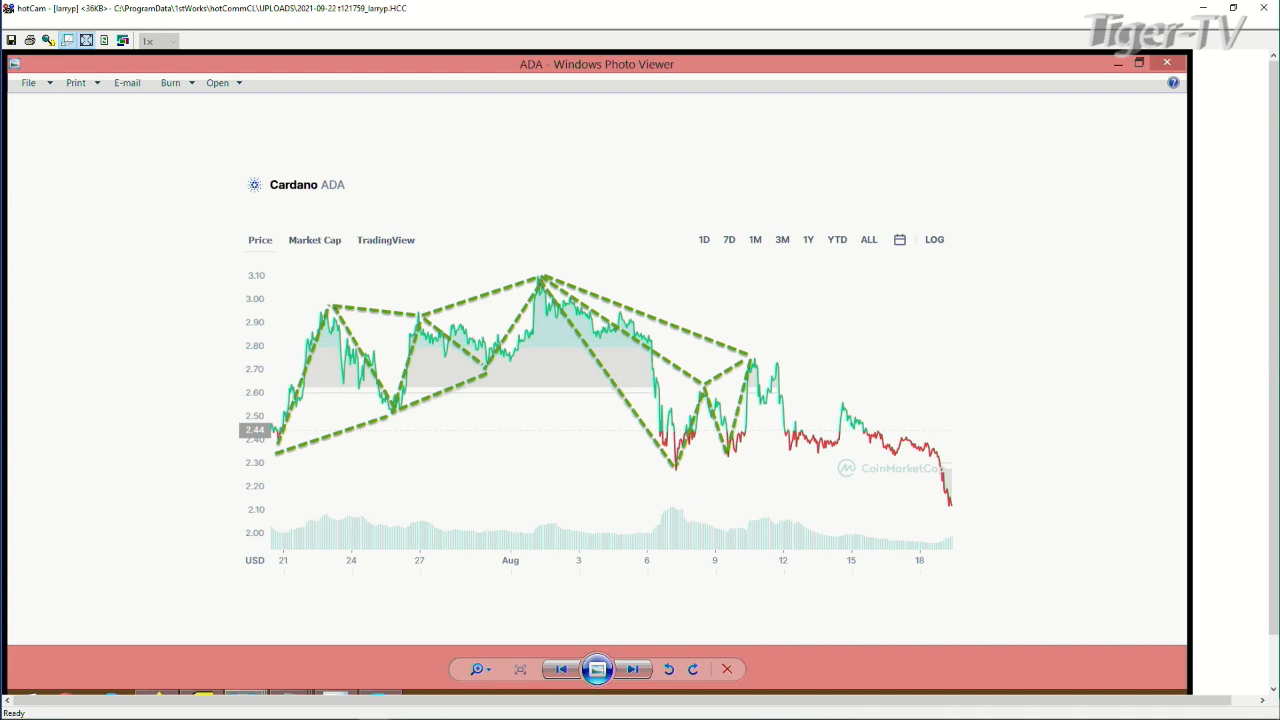 hotCam - [larryp] <36KB> - C:\ProgramData\1stWorks\hotCommCL\UPLOADS\2021-09-22 t121759_larryp.HCC
Tiger-TV
1x
ADA - Windows Photo Viewer
File Print E-mail Burn Open
Cardano ADA
Price Market Cap TradingView 1D 7D 1M 3M 1Y YTD ALL LOG
3.10
3.00
2.90
2.80
2.70
2.60
2.50
2.44
2.40
2.30
CoinMarketCap
2.20
2.10
2.00
USD 21 24 27 Aug 3 6 9 12 15 18
Ready